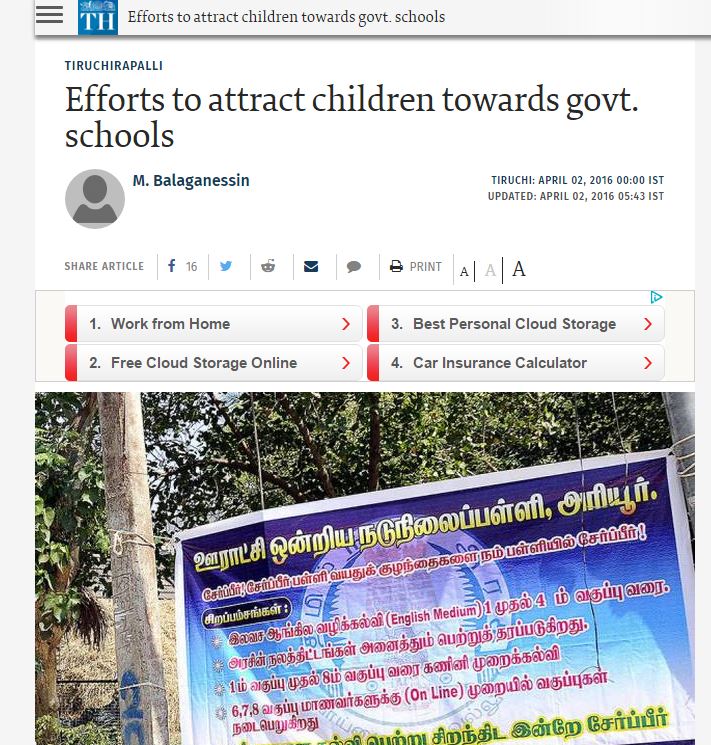 TH Efforts to attract children towards govt. schools
TIRUCHIRAPALLI
Efforts to attract children towards govt.
schools
M. Balaganessin
TIRUCHI: APRIL 02, 2016 00:00 IST
UPDATED: APRIL 02, 2016 05:43 IST
SHARE ARTICLE 16 PRINT A A A
1. Work from Home
3. Best Personal Cloud Storage
2. Free Cloud Storage Online
4. Car Insurance Calculator
ஊராட்சி ஒன்றிய நடுநிலைப்பள்ளி, அரியூர்.
சேர்ப்பீர்! சேர்ப்பீர் பள்ளி வயதுக் குழந்தைகளை நம் பள்ளியில் சேர்ப்பீர்!
சிறப்பம்சங்கள் :
இலவச ஆங்கில வழிக்கல்வி (English Medium) 1 முதல் 4 ம் வகுப்பு வரை.
அரசின் நலத்திட்டங்கள் அனைத்தும் பெற்றுத்தரப்படுகிறது.
1ம் வகுப்பு முதல் 8ம் வகுப்பு வரை கணினி முறைக்கல்வி
6,7,8 வகுப்பு மாணவர்களுக்கு (On Line) முறையில் வகுப்புகள்
நடைபெறுகிறது
கல்வி பெற்று சிறந்திட இன்றே சேர்ப்பீர்